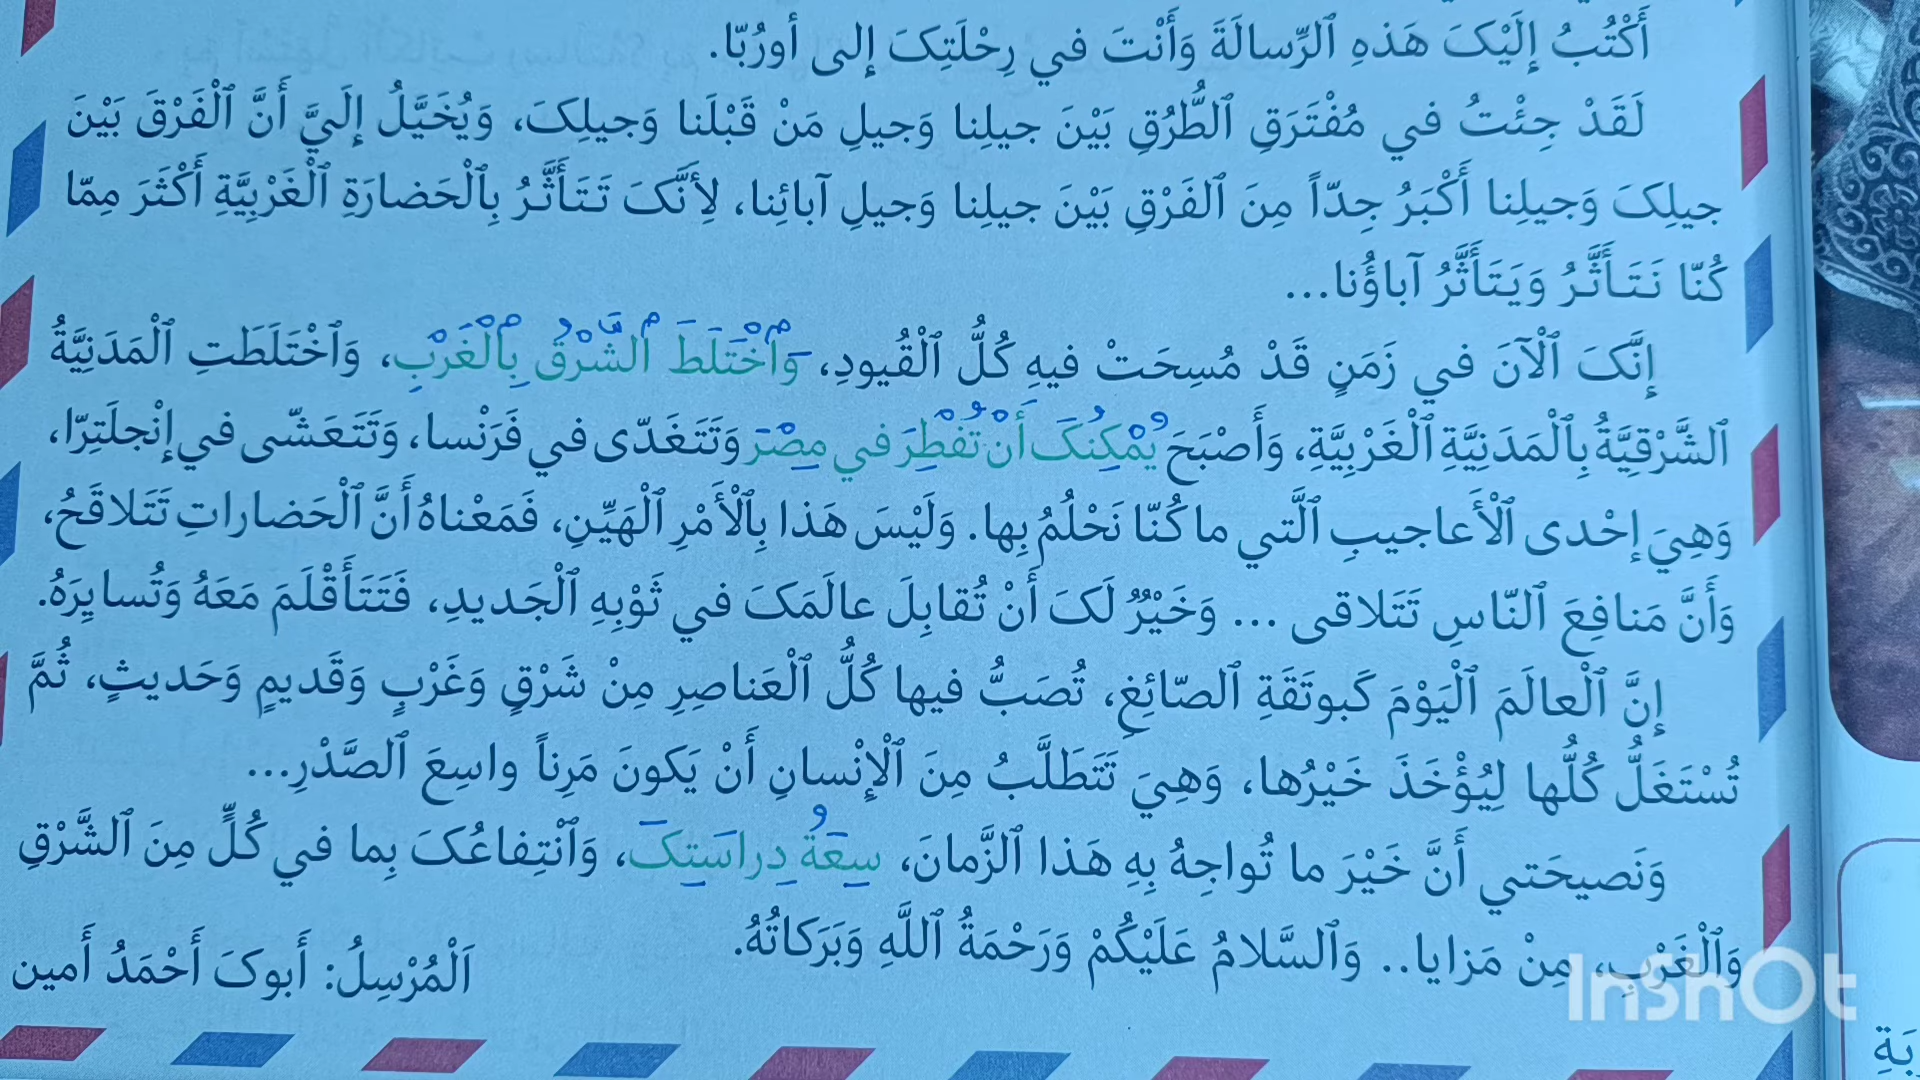 أَكْتُبُ إِلَيْكَ هَذِهِ ٱلرِّسالَةَ وَأَنْتَ في رِحْلَتِكَ إِلى أورُبّا.
لَقَدْ جِئْتُ في مُفْتَرَقِ ٱلطُّرُقِ بَيْنَ جيلِنا وَجيلِ مَنْ قَبْلَنا وَجيلِكَ، وَيُخَيَّلُ إِلَيَّ أَنَّ ٱلْفَرْقَ بَيْنَ
جيلِكَ وَجيلِنا أَكْبَرُ جِدّاً مِنَ ٱلفَرْقِ بَيْنَ جيلِنا وَجيلِ آبائِنا، لِأَنَّكَ تَتَأَثَّرُ بِٱلْحَضارَةِ ٱلْغَرْبِيَّةِ أَكْثَرَ مِمّا
كُنّا نَتَأَثَّرُ وَيَتَأَثَّرُ آباؤُنا...
إِنَّكَ ٱلْآنَ في زَمَنٍ قَدْ مُسِحَتْ فيهِ كُلُّ ٱلْقُيودِ، وَٱخْتَلَطَ ٱلشَّرْقُ بِٱلْغَرْبِ، وَٱخْتَلَطَتِ ٱلْمَدَنِيَّةُ
ٱلشَّرْقِيَّةُ بِٱلْمَدَنِيَّةِ ٱلْغَرْبِيَّةِ، وَأَصْبَحَ يُمْكِنُكَ أَنْ تُفْطِرَ في مِصْرَ وَتَتَغَدّى في فَرَنْسا، وَتَتَعَشّى في إِنْجلَتِرّا،
وَهِيَ إِحْدى ٱلْأَعاجيبِ ٱلَّتي ما كُنّا نَحْلُمُ بِها. وَلَيْسَ هَذا بِٱلْأَمْرِ ٱلْهَيِّنِ، فَمَعْناهُ أَنَّ ٱلْحَضاراتِ تَتَلاقَحُ،
وَأَنَّ مَنافِعَ ٱلنّاسِ تَتَلاقى ... وَخَيْرٌ لَكَ أَنْ تُقابِلَ عالَمَكَ في ثَوْبِهِ ٱلْجَديدِ، فَتَتَأَقْلَمَ مَعَهُ وَتُسايِرَهُ.
إِنَّ ٱلْعالَمَ ٱلْيَوْمَ كَبوتَقَةِ ٱلصّائِغِ، تُصَبُّ فيها كُلُّ ٱلْعَناصِرِ مِنْ شَرْقٍ وَغَرْبٍ وَقَديمٍ وَحَديثٍ، ثُمَّ
تُسْتَغَلُّ كُلُّها لِيُؤْخَذَ خَيْرُها، وَهِيَ تَتَطَلَّبُ مِنَ ٱلْإِنْسانِ أَنْ يَكونَ مَرِناً واسِعَ ٱلصَّدْرِ...
وَنَصيحَتي أَنَّ خَيْرَ ما تُواجِهُ بِهِ هَذا ٱلزَّمانَ، سِعَةُ دِراسَتِكَ، وَٱنْتِفاعُكَ بِما في كُلٍّ مِنَ ٱلشَّرْقِ
وَٱلْغَرْبِ، مِنْ مَزايا.. وَٱلسَّلامُ عَلَيْكُمْ وَرَحْمَةُ ٱللَّهِ وَبَرَكاتُهُ.
اَلْمُرْسِلُ: أَبوكَ أَحْمَدُ أَمين
InShOt